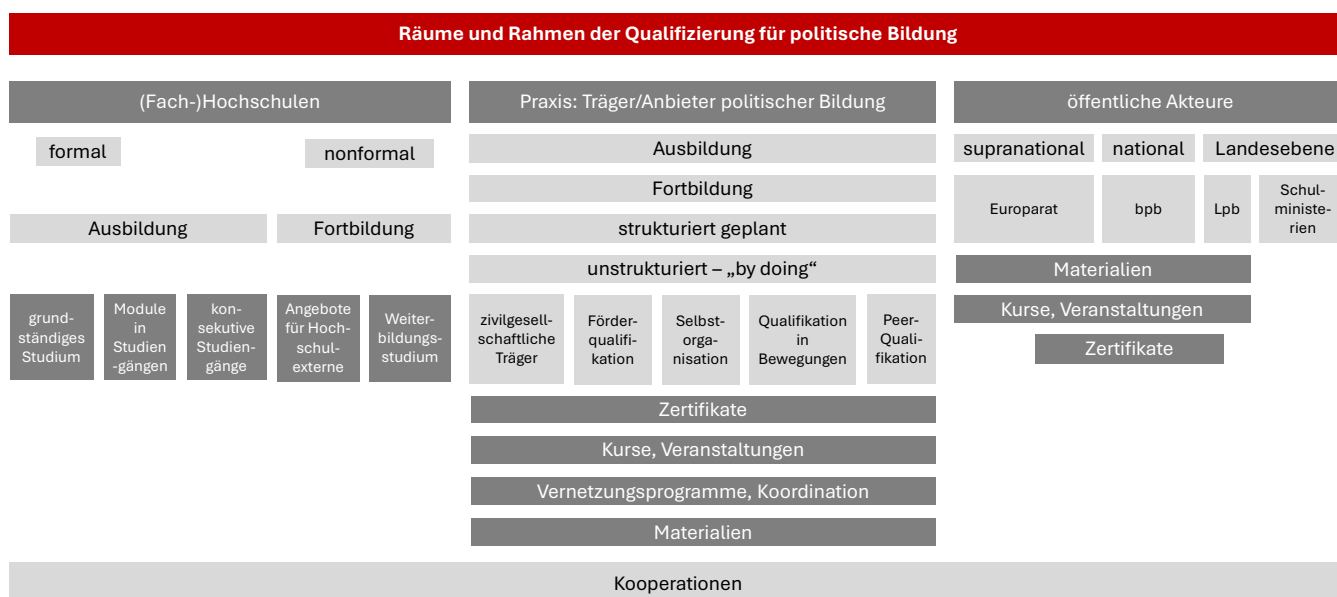 Räume und Rahmen der Qualifizierung für politische Bildung
(Fach-)Hochschulen
formal
nonformal
Ausbildung
Fortbildung
grund-
ständiges
Studium
Module
in
Studien
-gängen
kon-
sekutive
Studien-
gänge
Angebote
für Hoch-
schul-
externe
Weiter-
bildungs-
studium
Praxis: Träger/Anbieter politischer Bildung
Ausbildung
Fortbildung
strukturiert geplant
unstrukturiert – „by doing“
zivilgesell-
schaftliche
Träger
Förder-
qualifi-
kation
Selbst-
orga-
nisation
Qualifikation
in
Bewegungen
Peer-
Quali-
fikation
Zertifikate
Kurse, Veranstaltungen
Vernetzungsprogramme, Koordination
Materialien
öffentliche Akteure
supranational
national
Landesebene
Europarat
bpb
Lpb
Schul-
ministe-
rien
Materialien
Kurse, Veranstaltungen
Zertifikate
Kooperationen